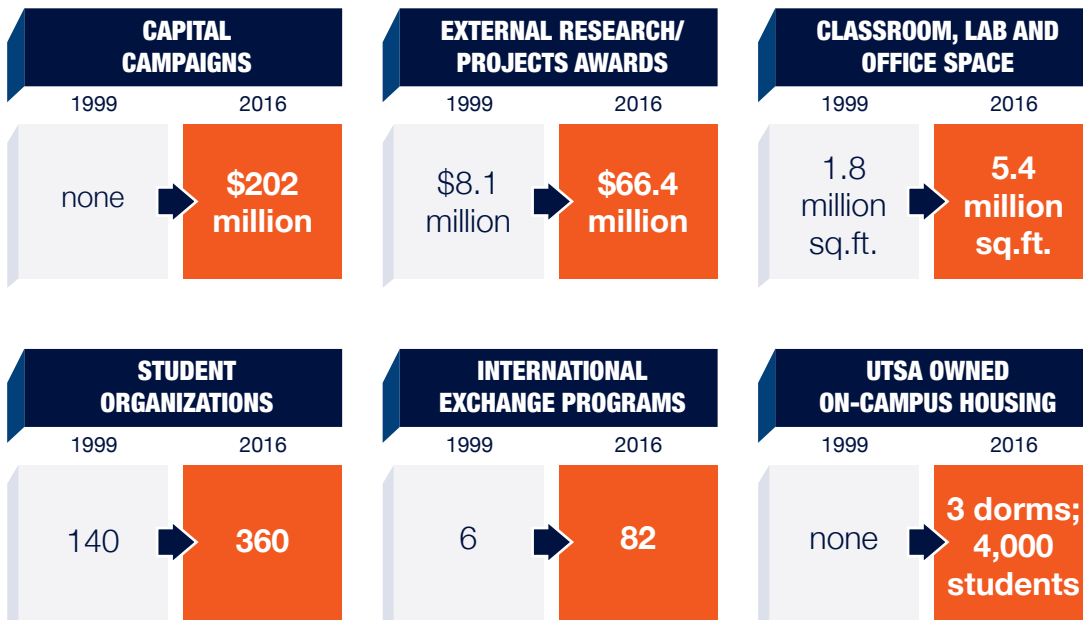 CAPITAL
CAMPAIGNS
1999 2016
none
$202
million
EXTERNAL RESEARCH/
PROJECTS AWARDS
1999 2016
$8.1
million
$66.4
million
CLASSROOM, LAB AND
OFFICE SPACE
1999 2016
1.8
million
sq.ft.
5.4
million
sq.ft.
STUDENT
ORGANIZATIONS
1999 2016
140
360
INTERNATIONAL
EXCHANGE PROGRAMS
1999 2016
6
82
UTSA OWNED
ON-CAMPUS HOUSING
1999 2016
none
3 dorms;
4,000
students